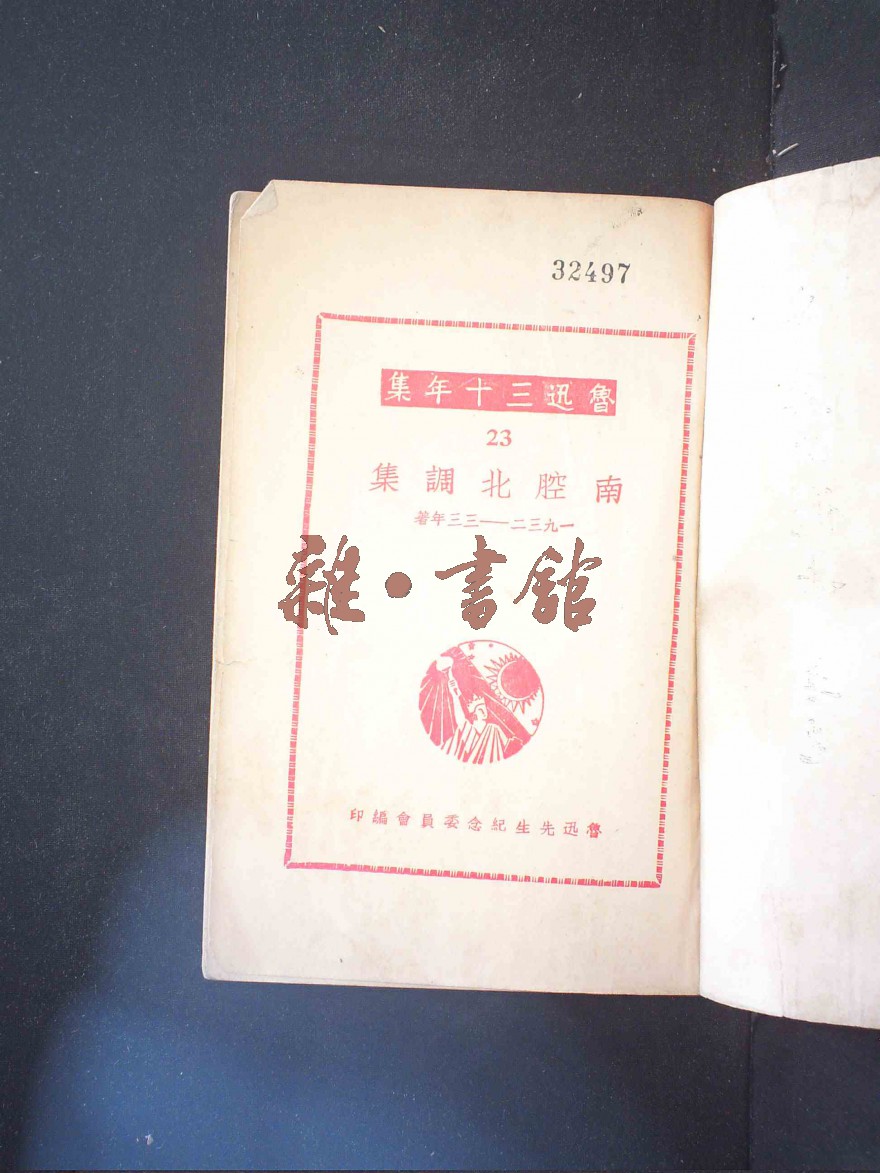 32497
魯迅三十年集
23
南腔北調集
一九三二——三三年著
雜·書館
魯迅先生紀念委員會編印